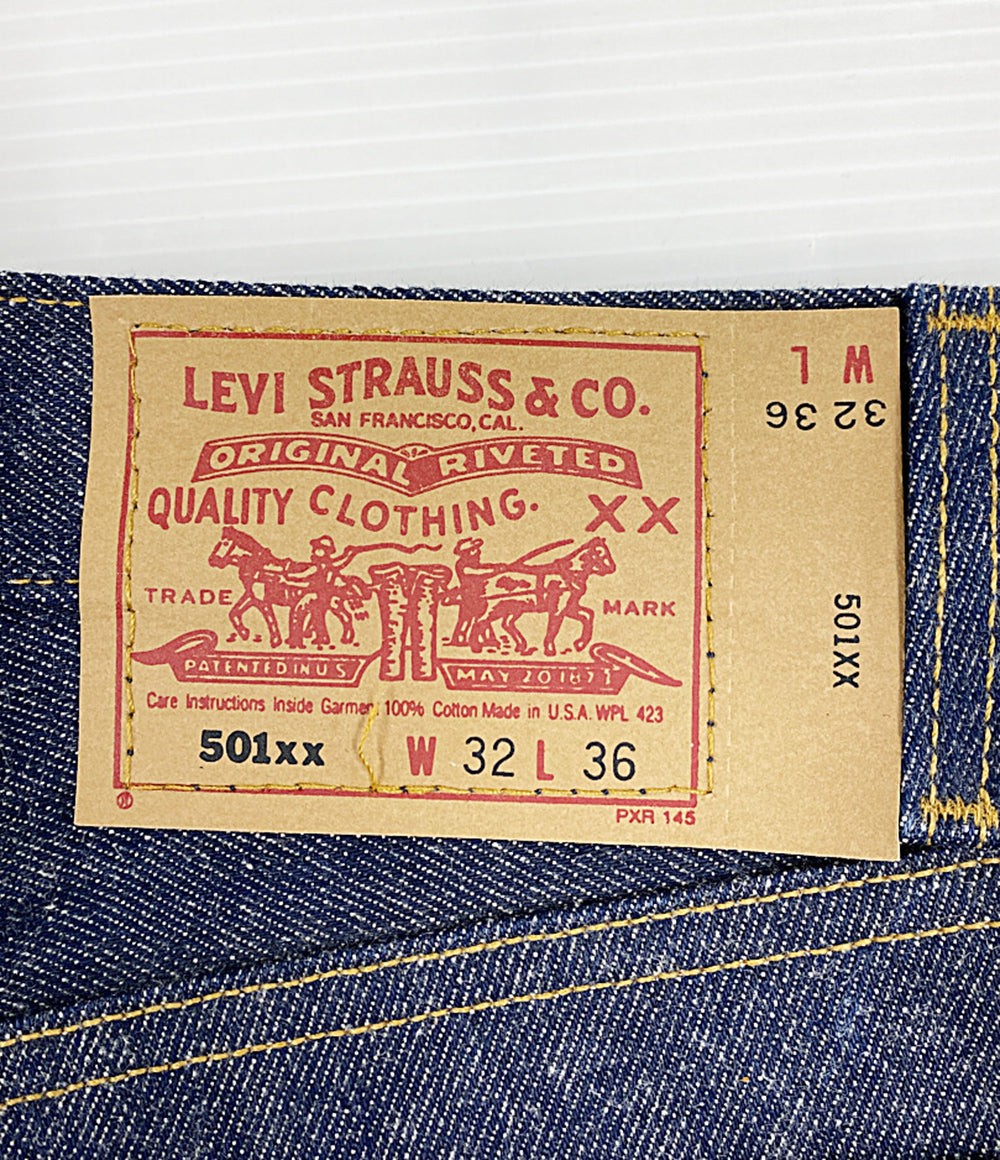 LEVI STRAUSS & CO.
SAN FRANCISCO, CAL.
ORIGINAL RIVETED
QUALITY CLOTHING. XX
TRADE MARK
PATENTED IN U S MAY 20 1873
Care Instructions Inside Garment 100% Cotton Made in U.S.A. WPL 423
501xx W 32 L 36
®
PXR 145
W L
32 36
501XX